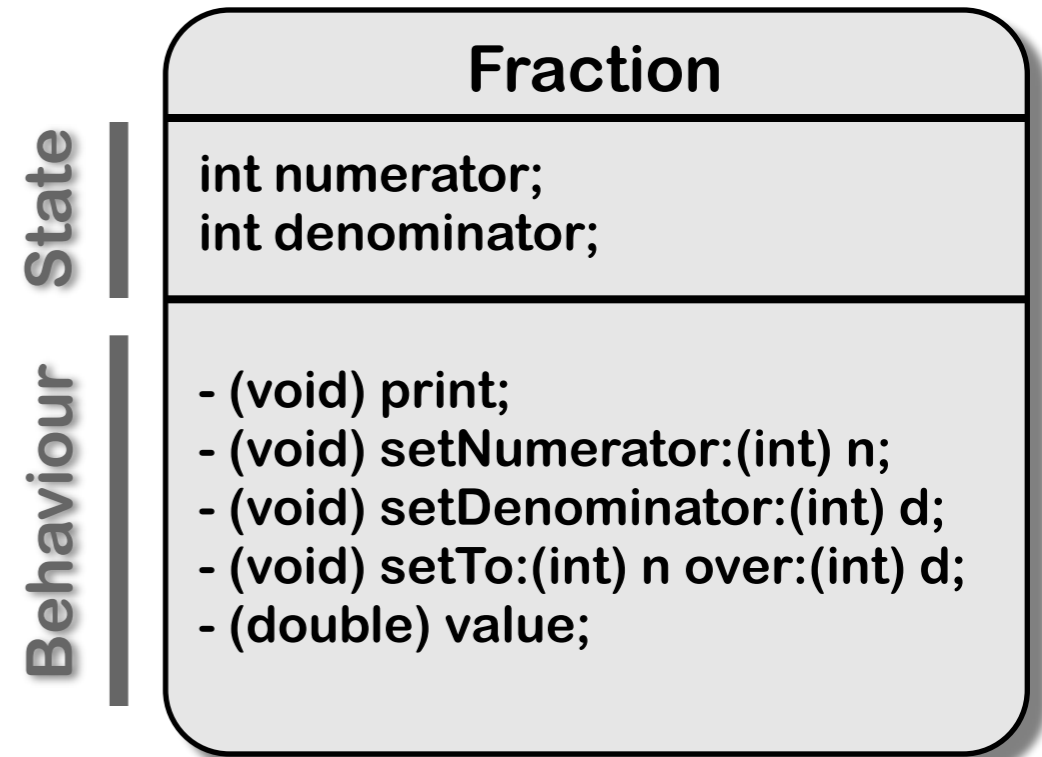 Fraction
State
int numerator;
int denominator;
Behaviour
- (void) print;
- (void) setNumerator:(int) n;
- (void) setDenominator:(int) d;
- (void) setTo:(int) n over:(int) d;
- (double) value;